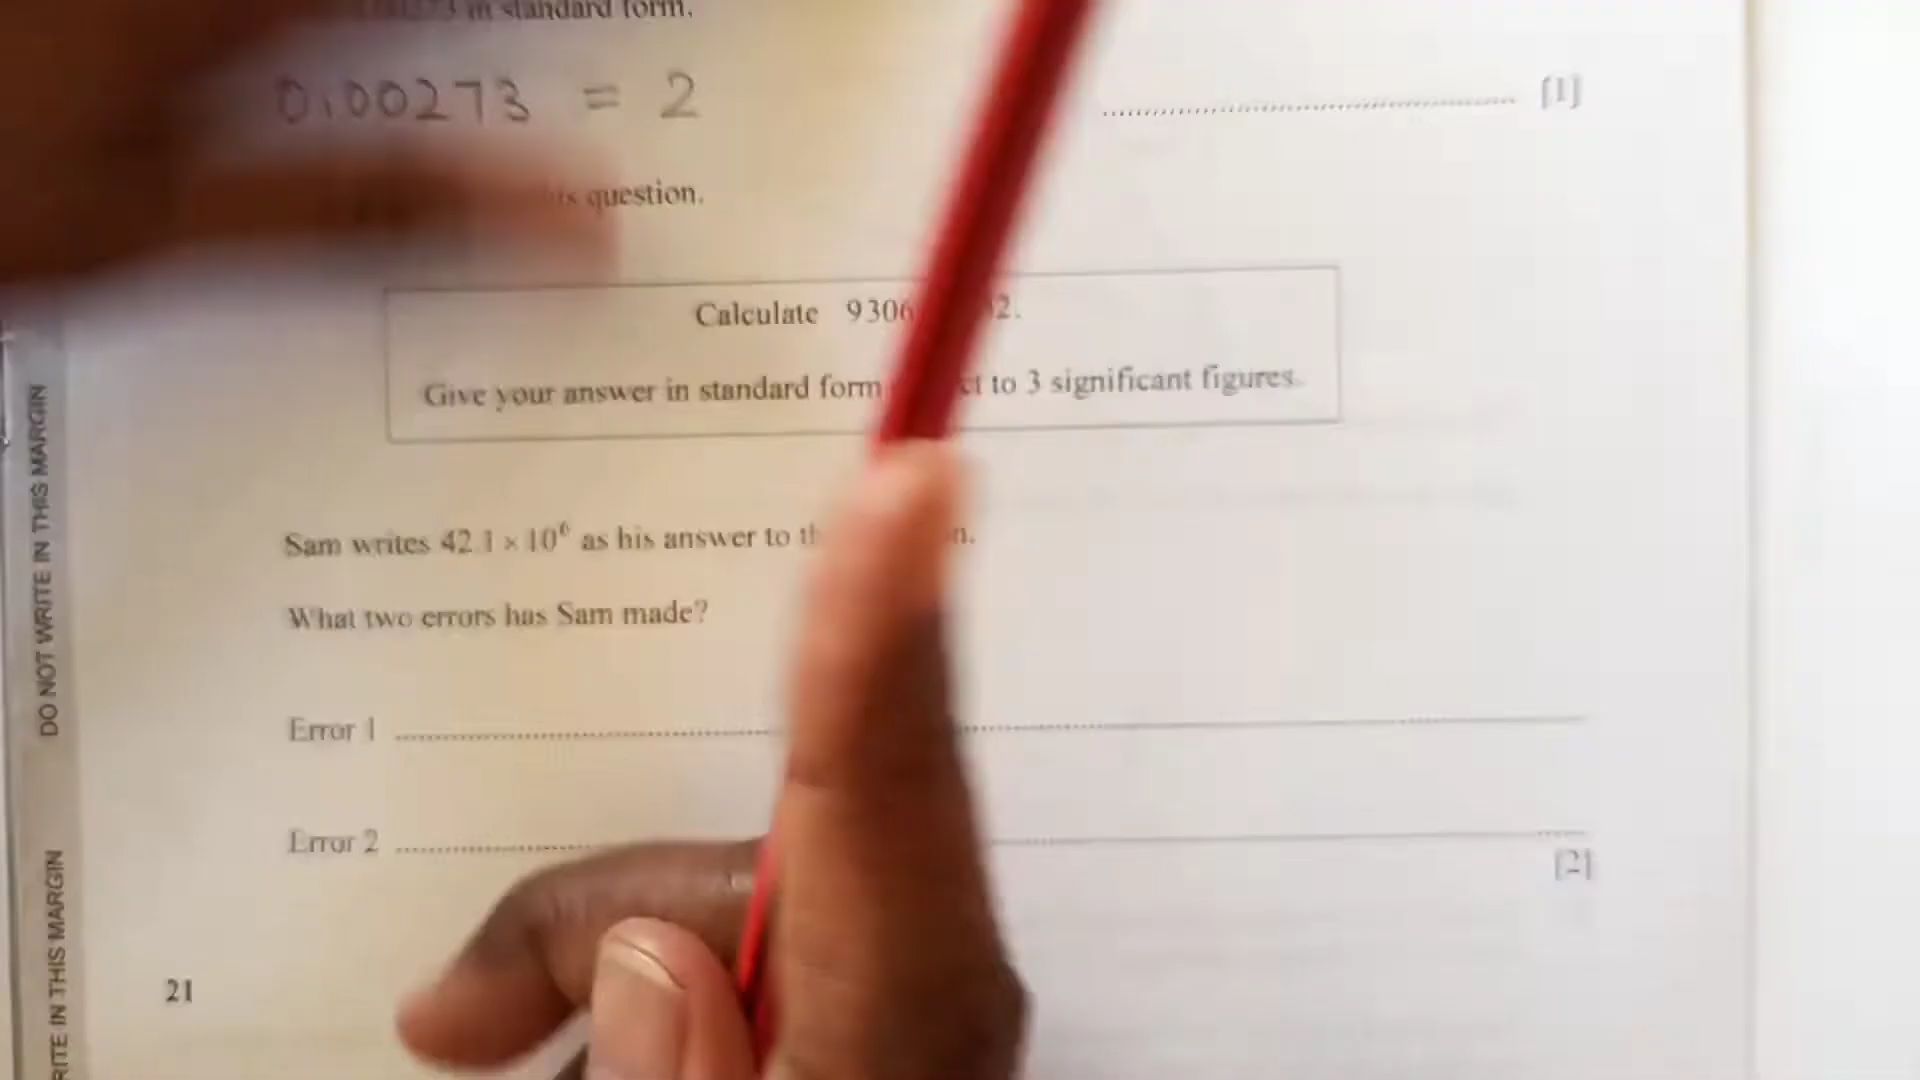 in standard form.
0.00273 = 2
[1]
question.
Calculate 9306 2.
Give your answer in standard form to 3 significant figures.
Sam writes 42.1 × 10⁶ as his answer to
What two errors has Sam made?
Error 1
Error 2
[2]
21
DO NOT WRITE IN THIS MARGIN
IN THIS MARGIN